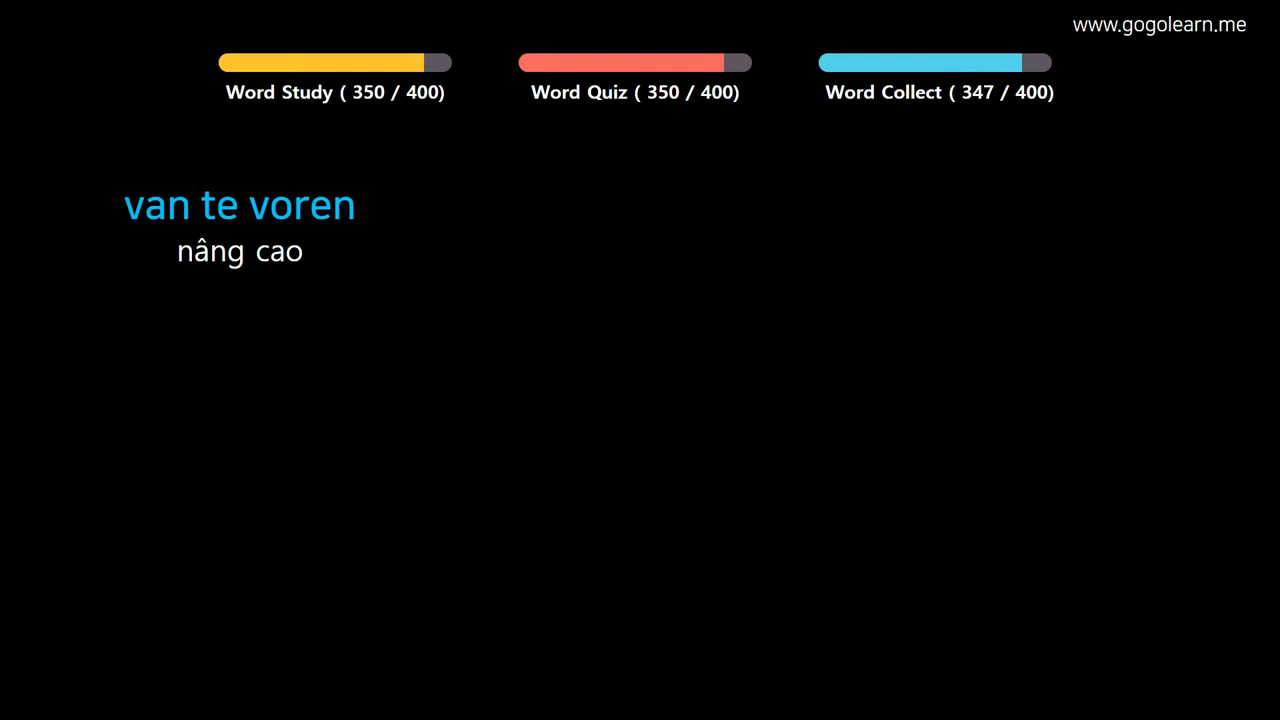 www.gogolearn.me
Word Study ( 350 / 400)
Word Quiz ( 350 / 400)
Word Collect ( 347 / 400)
van te voren
nâng cao